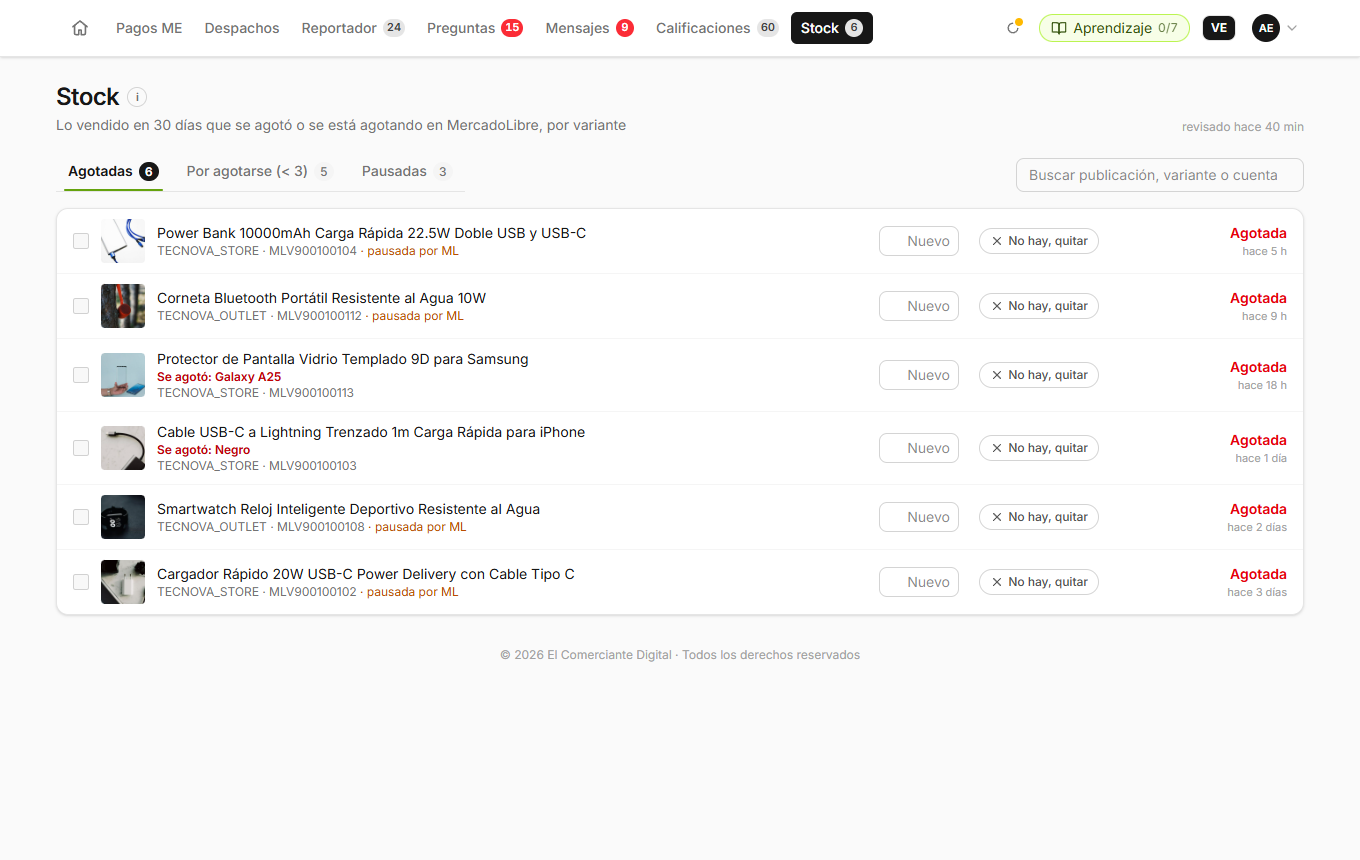 Pagos ME
Despachos
Reportador 24
Preguntas 15
Mensajes 9
Calificaciones 60
Stock 6
Aprendizaje 0/7
VE
AE
Stock i
Lo vendido en 30 días que se agotó o se está agotando en MercadoLibre, por variante
revisado hace 40 min
Agotadas 6
Por agotarse (< 3) 5
Pausadas 3
Buscar publicación, variante o cuenta
Power Bank 10000mAh Carga Rápida 22.5W Doble USB y USB-C
TECNOVA_STORE · MLV900100104 · pausada por ML
Nuevo
No hay, quitar
Agotada
hace 5 h
Corneta Bluetooth Portátil Resistente al Agua 10W
TECNOVA_OUTLET · MLV900100112 · pausada por ML
Nuevo
No hay, quitar
Agotada
hace 9 h
Protector de Pantalla Vidrio Templado 9D para Samsung
Se agotó: Galaxy A25
TECNOVA_STORE · MLV900100113
Nuevo
No hay, quitar
Agotada
hace 18 h
Cable USB-C a Lightning Trenzado 1m Carga Rápida para iPhone
Se agotó: Negro
TECNOVA_STORE · MLV900100103
Nuevo
No hay, quitar
Agotada
hace 1 día
Smartwatch Reloj Inteligente Deportivo Resistente al Agua
TECNOVA_OUTLET · MLV900100108 · pausada por ML
Nuevo
No hay, quitar
Agotada
hace 2 días
Cargador Rápido 20W USB-C Power Delivery con Cable Tipo C
TECNOVA_STORE · MLV900100102 · pausada por ML
Nuevo
No hay, quitar
Agotada
hace 3 días
© 2026 El Comerciante Digital · Todos los derechos reservados